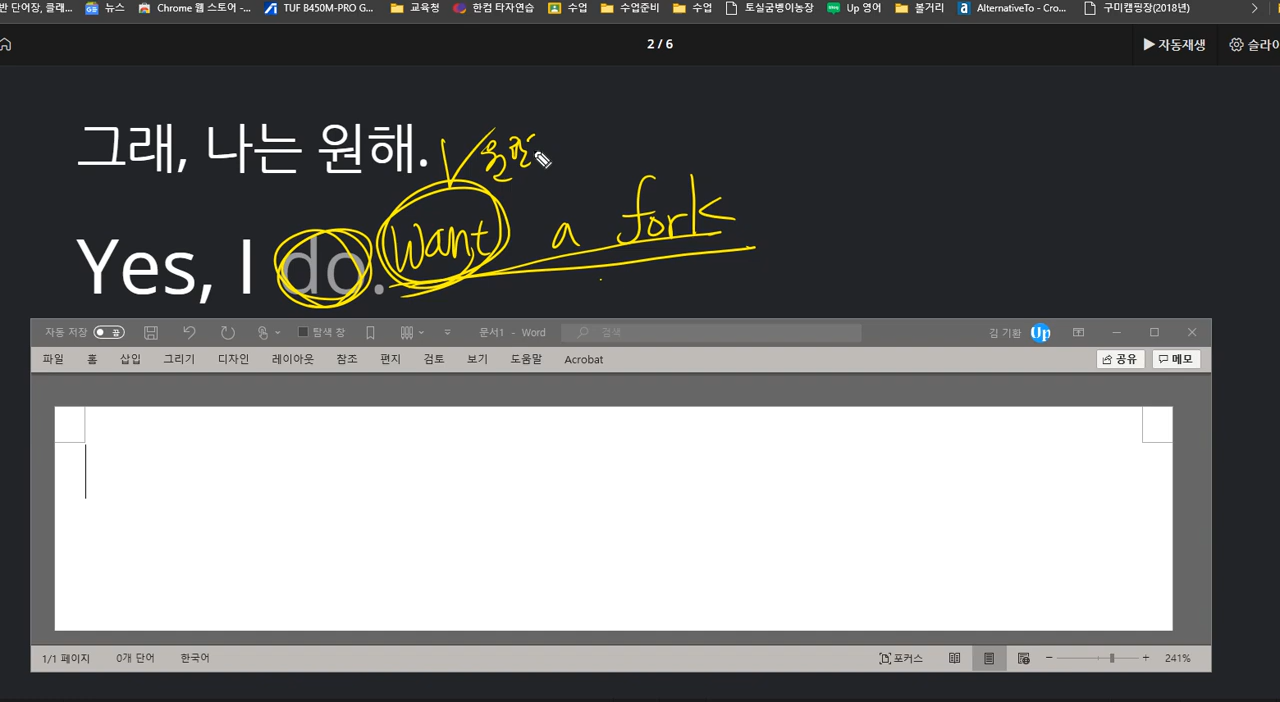 반 단어장, 클래... 뉴스 Chrome 웹 스토어 -... TUF B450M-PRO G... 교육청 한컴 타자연습 수업 수업준비 수업 토실굼벵이농장 Up 영어 볼거리 AlternativeTo - Cro... 구미캠핑장(2018년)
2 / 6 자동재생 슬라이
그래, 나는 원해.
Yes, I do. want a fork
자동 저장 끔 탐색 창 문서1 - Word 검색 김 기환 Up
파일 홈 삽입 그리기 디자인 레이아웃 참조 편지 검토 보기 도움말 Acrobat 공유 메모
1/1 페이지 0개 단어 한국어 포커스 241%